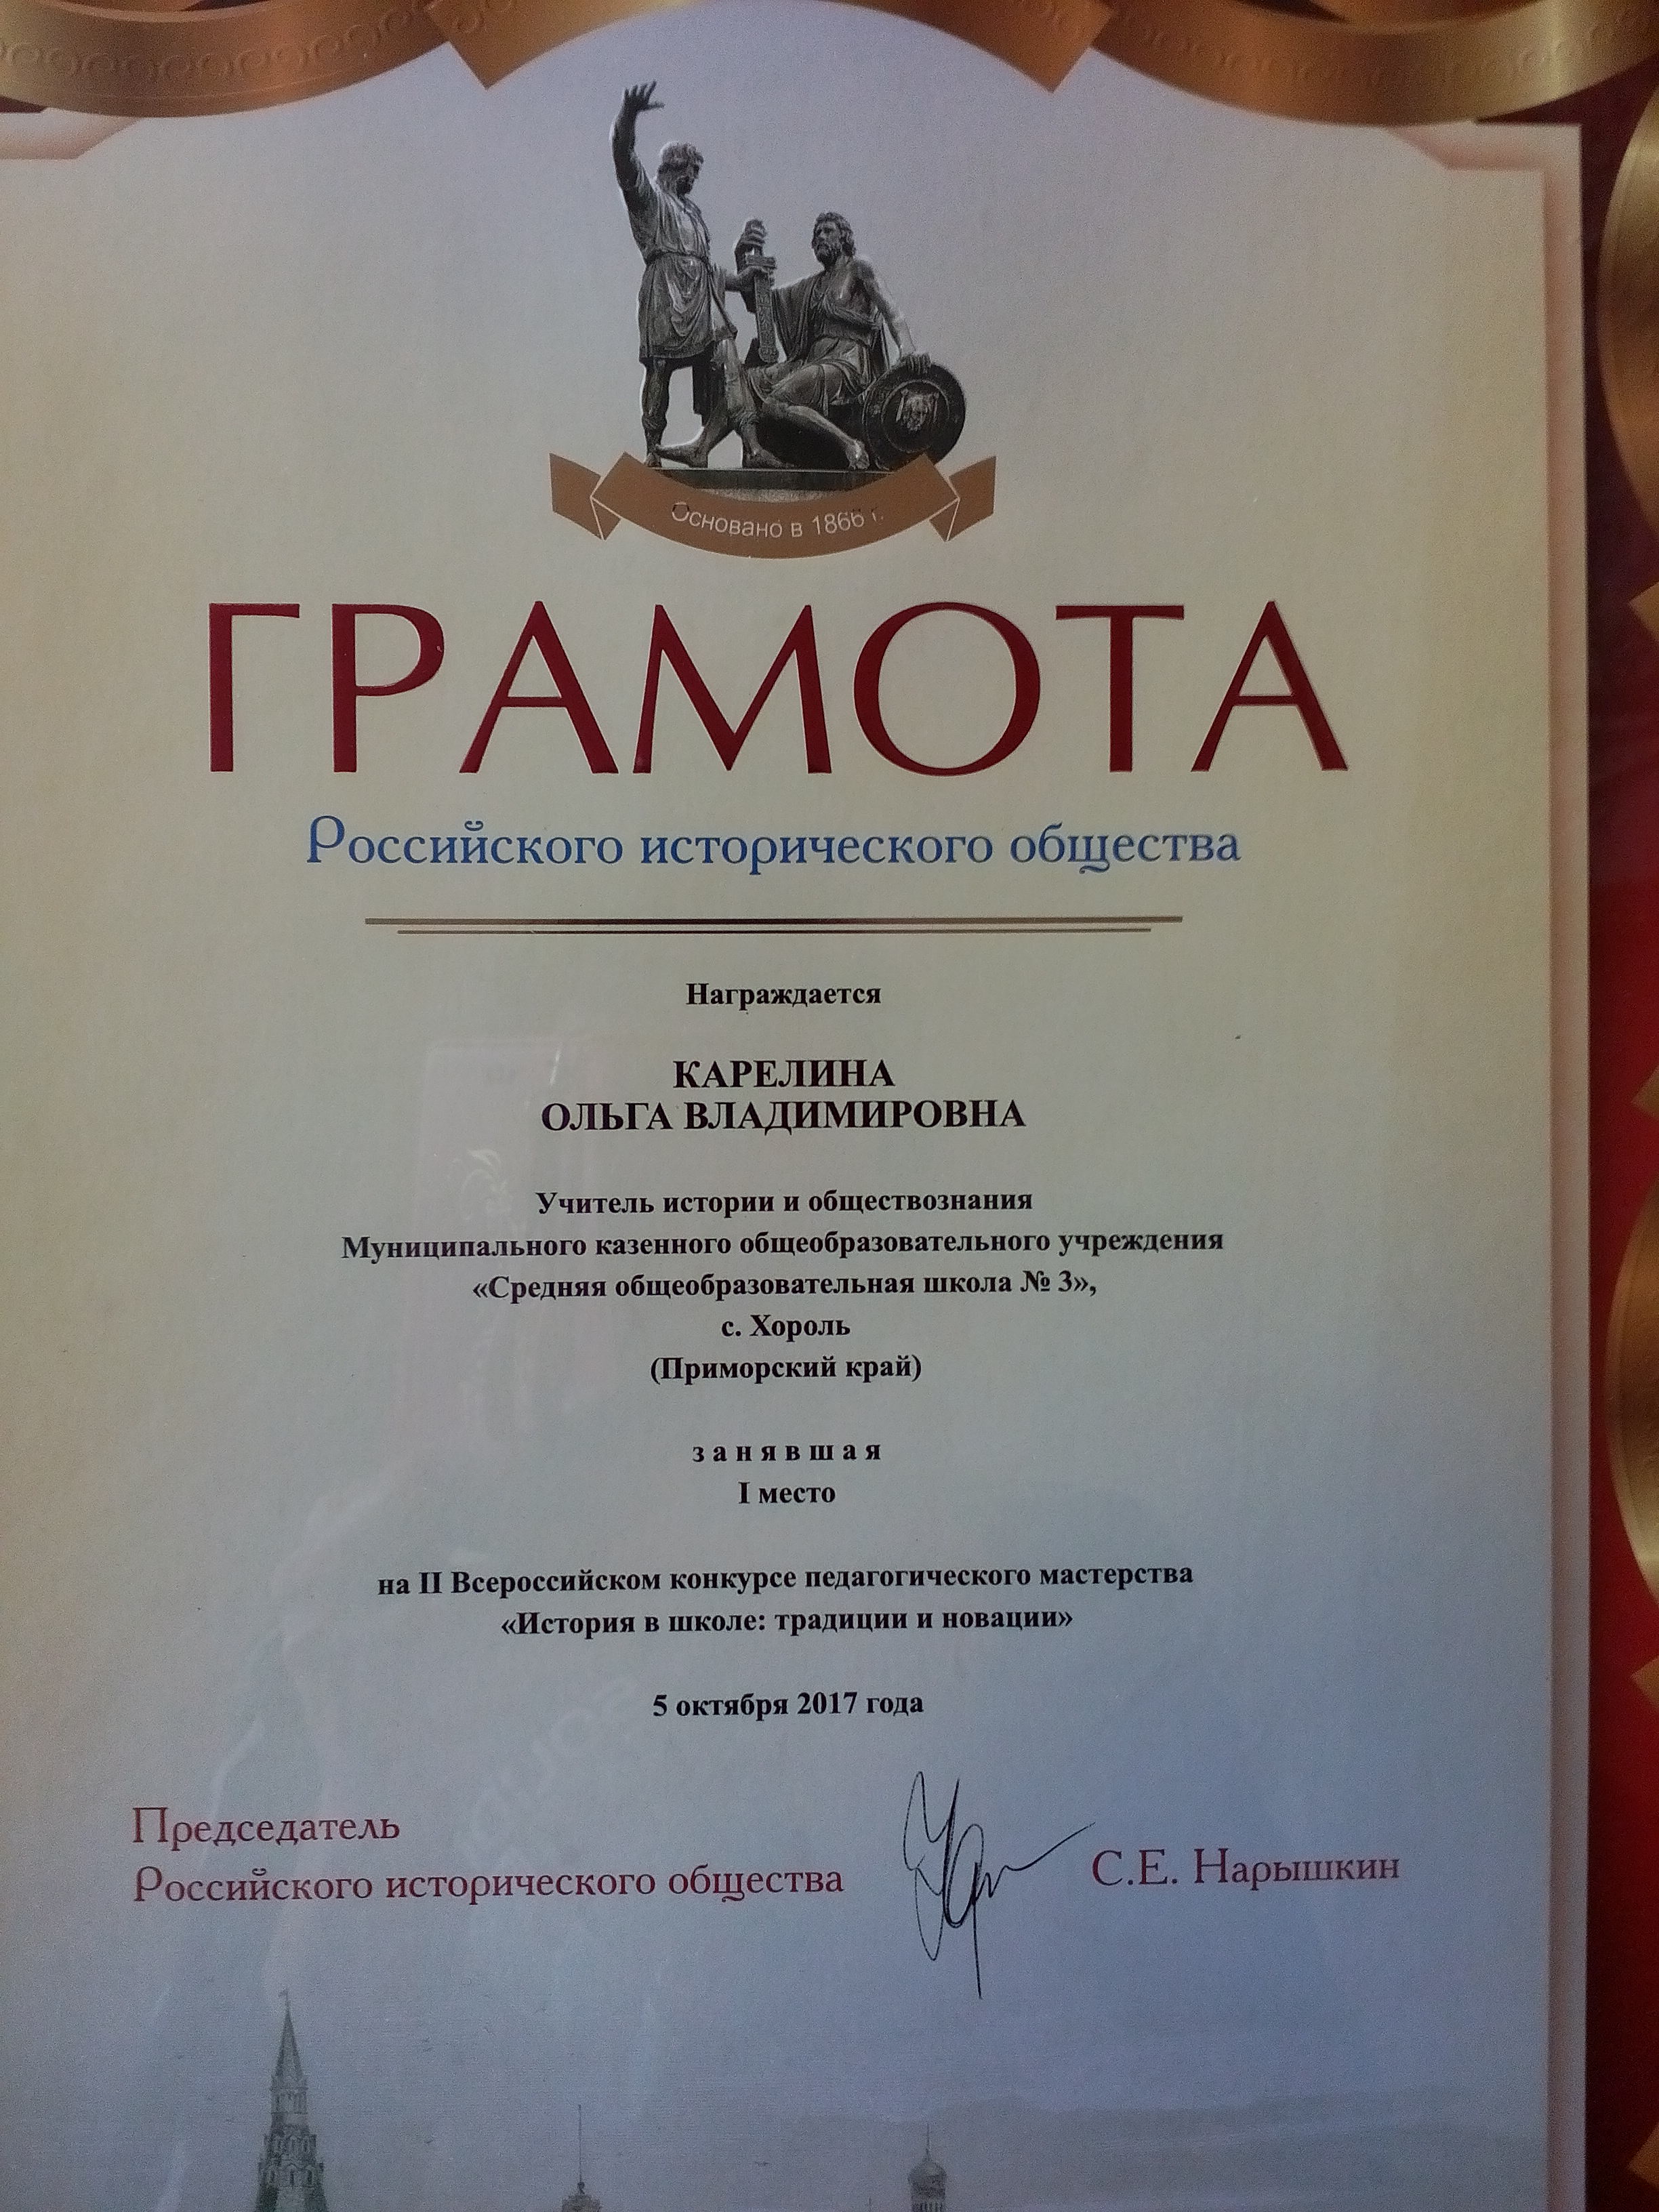 Основано в 1866 г.
ГРАМОТА
Российского исторического общества
Награждается
КАРЕЛИНА
ОЛЬГА ВЛАДИМИРОВНА
Учитель истории и обществознания
Муниципального казенного общеобразовательного учреждения
«Средняя общеобразовательная школа № 3»,
с. Хороль
(Приморский край)
занявшая
I место
на II Всероссийском конкурсе педагогического мастерства
«История в школе: традиции и новации»
5 октября 2017 года
Председатель
Российского исторического общества С.Е. Нарышкин